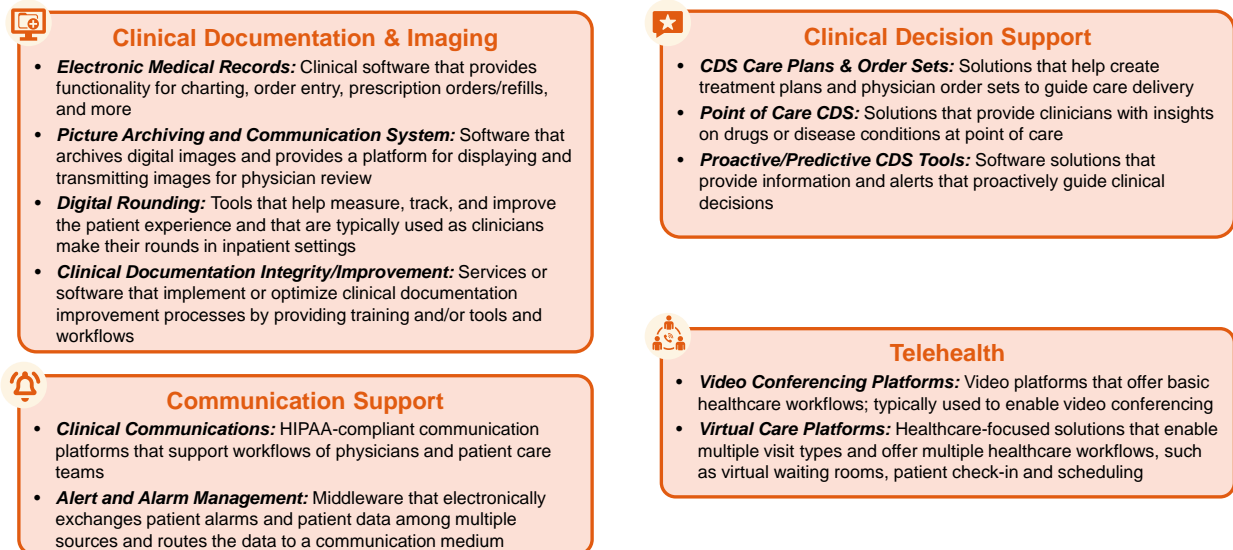 Clinical Documentation & Imaging
• Electronic Medical Records: Clinical software that provides
functionality for charting, order entry, prescription orders/refills,
and more
• Picture Archiving and Communication System: Software that
archives digital images and provides a platform for displaying and
transmitting images for physician review
• Digital Rounding: Tools that help measure, track, and improve
the patient experience and that are typically used as clinicians
make their rounds in inpatient settings
• Clinical Documentation Integrity/Improvement: Services or
software that implement or optimize clinical documentation
improvement processes by providing training and/or tools and
workflows
Communication Support
• Clinical Communications: HIPAA-compliant communication
platforms that support workflows of physicians and patient care
teams
• Alert and Alarm Management: Middleware that electronically
exchanges patient alarms and patient data among multiple
sources and routes the data to a communication medium
Clinical Decision Support
• CDS Care Plans & Order Sets: Solutions that help create
treatment plans and physician order sets to guide care delivery
• Point of Care CDS: Solutions that provide clinicians with insights
on drugs or disease conditions at point of care
• Proactive/Predictive CDS Tools: Software solutions that
provide information and alerts that proactively guide clinical
decisions
Telehealth
• Video Conferencing Platforms: Video platforms that offer basic
healthcare workflows; typically used to enable video conferencing
• Virtual Care Platforms: Healthcare-focused solutions that enable
multiple visit types and offer multiple healthcare workflows, such
as virtual waiting rooms, patient check-in and scheduling